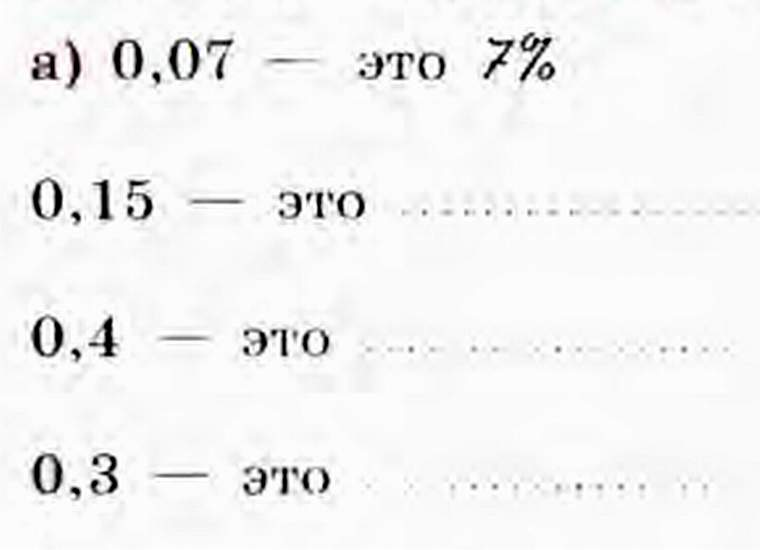 а) 0,07 — это 7%
0,15 — это ....................
0,4 — это ....................
0,3 — это ....................